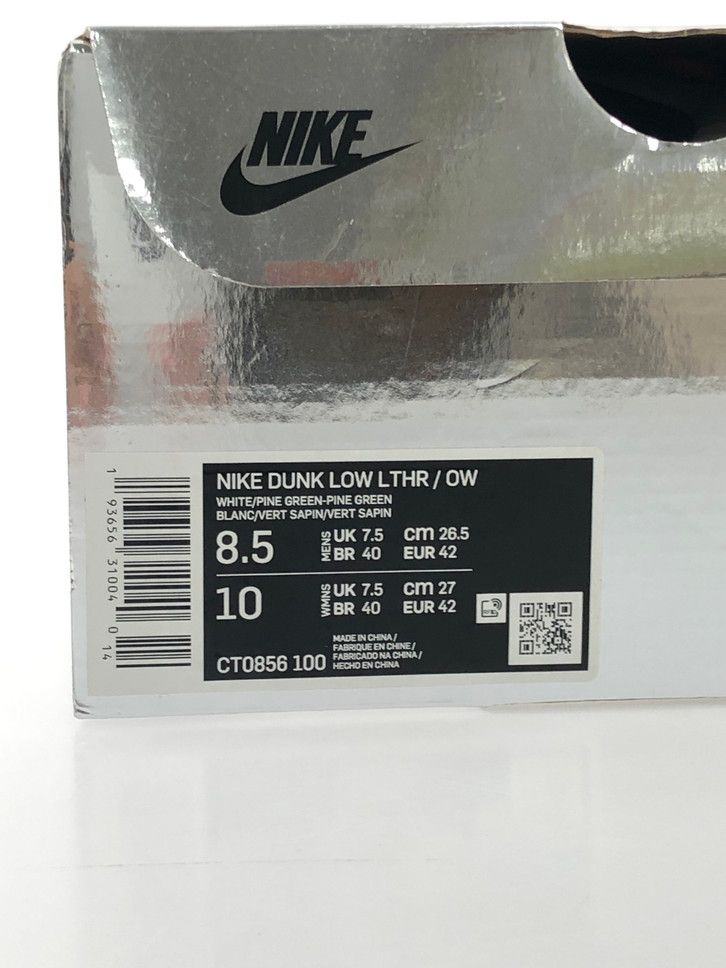 NIKE
NIKE DUNK LOW LTHR / OW
WHITE/PINE GREEN-PINE GREEN
BLANC/VERT SAPIN/VERT SAPIN
8.5 MENS UK 7.5 cm 26.5
BR 40 EUR 42
10 WMNS UK 7.5 cm 27
BR 40 EUR 42
CT0856 100
MADE IN CHINA /
FABRIQUE EN CHINE /
FABRICADO NA CHINA /
HECHO EN CHINA
1 93656 31004 0 14